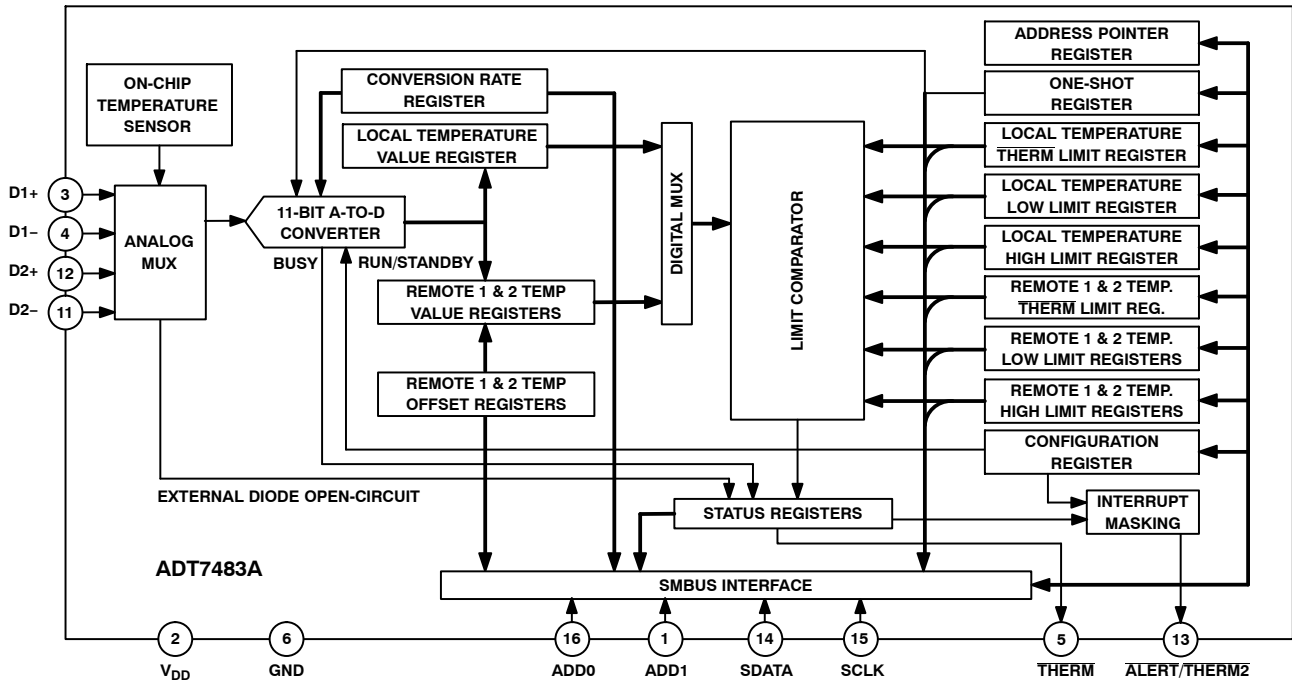 ADDRESS POINTER
REGISTER
ON-CHIP
TEMPERATURE
SENSOR
CONVERSION RATE
REGISTER
ONE-SHOT
REGISTER
LOCAL TEMPERATURE
VALUE REGISTER
LOCAL TEMPERATURE
THERM LIMIT REGISTER
D1+
3
D1–
4
D2+
12
D2–
11
ANALOG
MUX
11-BIT A-TO-D
CONVERTER
BUSY
RUN/STANDBY
DIGITAL MUX
LIMIT COMPARATOR
LOCAL TEMPERATURE
LOW LIMIT REGISTER
LOCAL TEMPERATURE
HIGH LIMIT REGISTER
REMOTE 1 & 2 TEMP
VALUE REGISTERS
REMOTE 1 & 2 TEMP.
THERM LIMIT REG.
REMOTE 1 & 2 TEMP.
LOW LIMIT REGISTERS
REMOTE 1 & 2 TEMP
OFFSET REGISTERS
REMOTE 1 & 2 TEMP.
HIGH LIMIT REGISTERS
CONFIGURATION
REGISTER
EXTERNAL DIODE OPEN-CIRCUIT
STATUS REGISTERS
INTERRUPT
MASKING
ADT7483A
SMBUS INTERFACE
2
6
16
1
14
15
5
13
VDD
GND
ADD0
ADD1
SDATA
SCLK
THERM
ALERT/THERM2